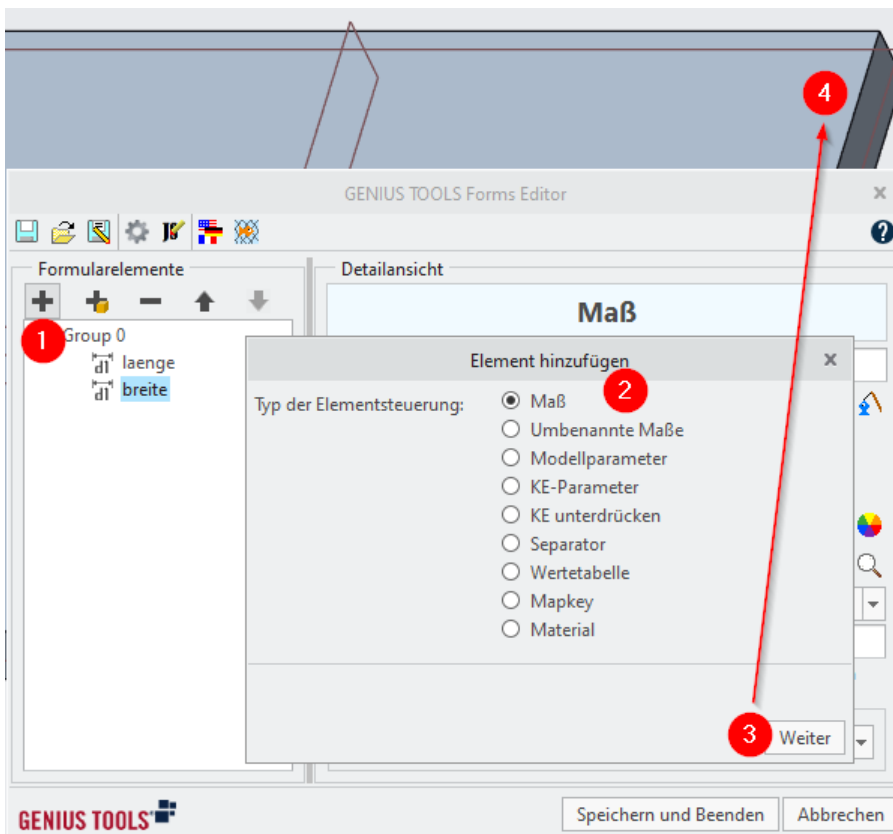 4
GENIUS TOOLS Forms Editor
Formularelemente
Detailansicht
Maß
1
Group 0
laenge
breite
Element hinzufügen
Typ der Elementsteuerung:
Maß
2
Umbenannte Maße
Modellparameter
KE-Parameter
KE unterdrücken
Separator
Wertetabelle
Mapkey
Material
3
Weiter
GENIUS TOOLS
Speichern und Beenden
Abbrechen